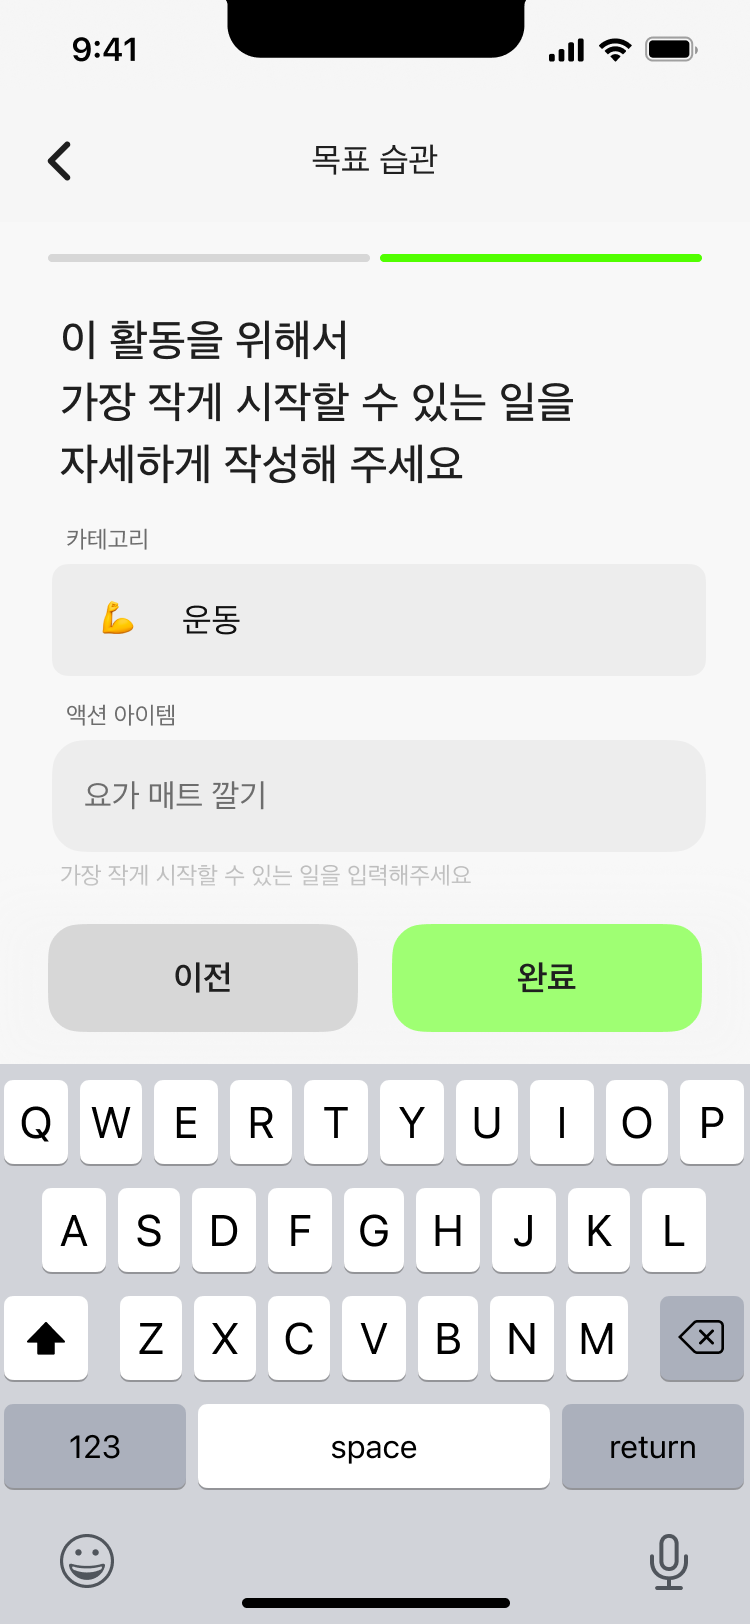 9:41
목표 습관
이 활동을 위해서
가장 작게 시작할 수 있는 일을
자세하게 작성해 주세요
카테고리
💪 운동
액션 아이템
요가 매트 깔기
가장 작게 시작할 수 있는 일을 입력해주세요
이전 완료
Q W E R T Y U I O P
A S D F G H J K L
Z X C V B N M
123 space return